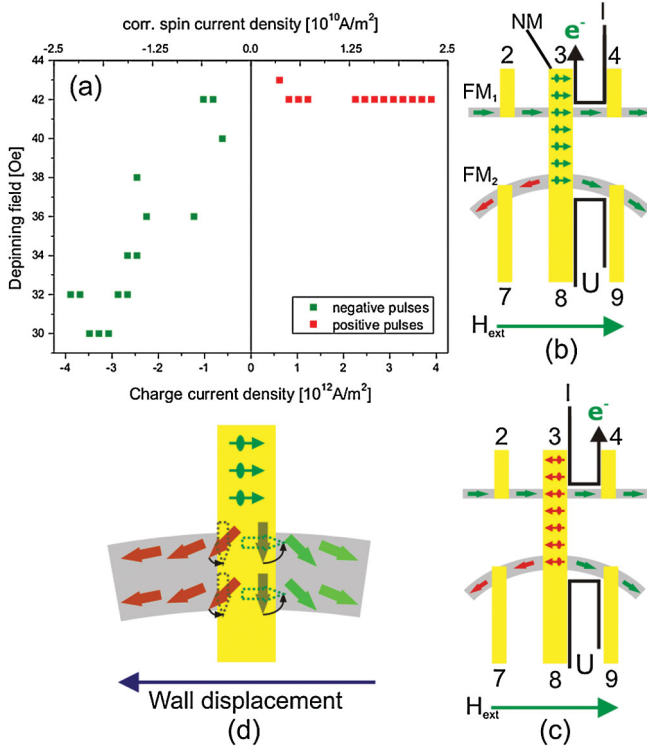 corr. spin current density [10^10A/m^2]
-2.5 -1.25 0.0 1.25 2.5
(a)
Depinning field [Oe]
44
42
40
38
36
34
32
30
negative pulses
positive pulses
-4 -3 -2 -1 0 1 2 3 4
Charge current density [10^12A/m^2]
NM e- I
2 3 4
FM1
FM2
7 8 U 9
Hext
(b)
I
e-
2 3 4
7 8 U 9
Hext
(c)
Wall displacement
(d)